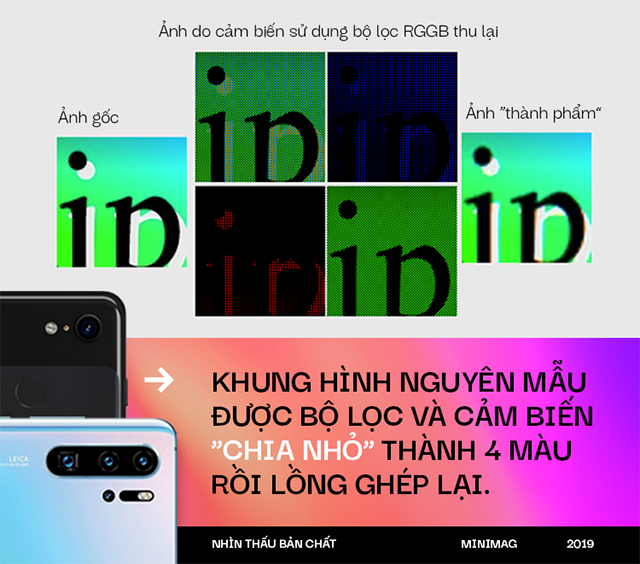 Ảnh do cảm biến sử dụng bộ lọc RGGB thu lại
Ảnh gốc
Ảnh "thành phẩm"
KHUNG HÌNH NGUYÊN MẪU
ĐƯỢC BỘ LỌC VÀ CẢM BIẾN
"CHIA NHỎ" THÀNH 4 MÀU
RỒI LỒNG GHÉP LẠI.
LEICA
NHÌN THẤU BẢN CHẤT
MINIMAG
2019